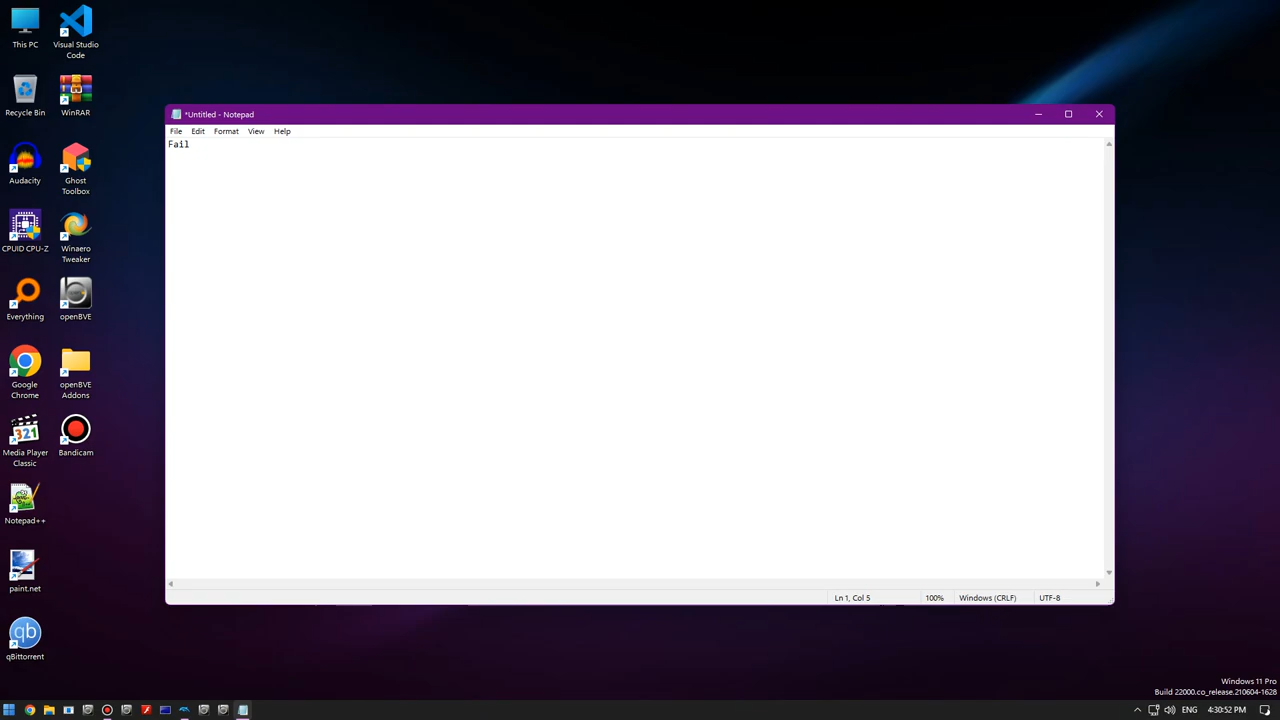 This PC
Visual Studio
Code
Recycle Bin
WinRAR
Audacity
Ghost
Toolbox
CPUID CPU-Z
Winaero
Tweaker
Everything
openBVE
Google
Chrome
openBVE
Addons
Media Player
Classic
Bandicam
Notepad++
paint.net
qBittorrent
*Untitled - Notepad
File Edit Format View Help
Fail
Ln 1, Col 5 100% Windows (CRLF) UTF-8
Windows 11 Pro
Build 22000.co_release.210604-1628
ENG 4:30:52 PM